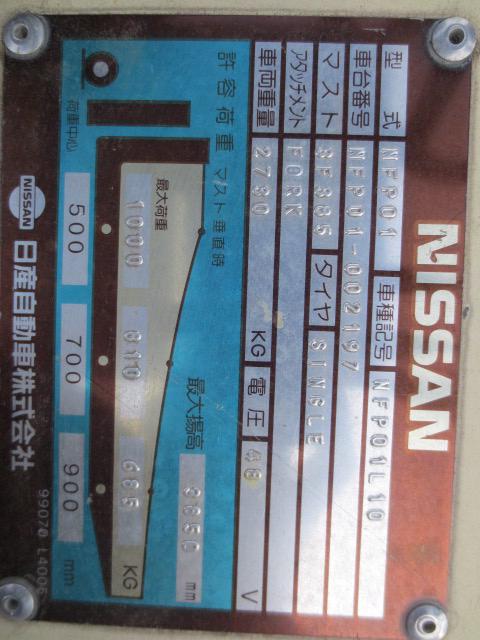 NISSAN
型式 NFP01 車種記号 NFP01L10
車台番号 NFP01-002197
マスト 3F385 タイヤ SINGLE
アタッチメント FORK
車両重量 2730 KG 電圧 48 V
許容荷重 マスト垂直時
最大揚高 3850 mm
最大荷重 1000 810 685 KG
荷重中心 500 700 900 mm
NISSAN 日産自動車株式会社
99070 L4006